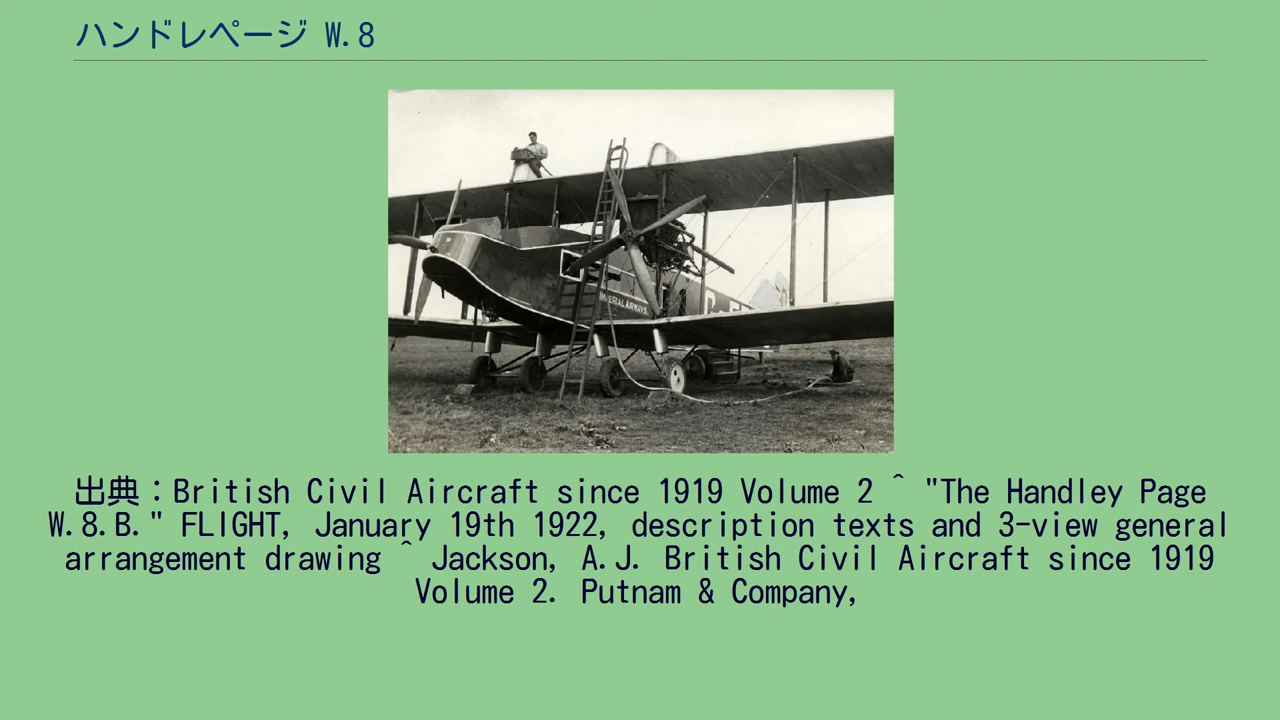 ハンドレページ W.8
IMPERIAL AIRWAYS.
出典：British Civil Aircraft since 1919 Volume 2 ^ "The Handley Page
W.8.B." FLIGHT, January 19th 1922, description texts and 3-view general
arrangement drawing ^ Jackson, A.J. British Civil Aircraft since 1919
Volume 2. Putnam & Company,